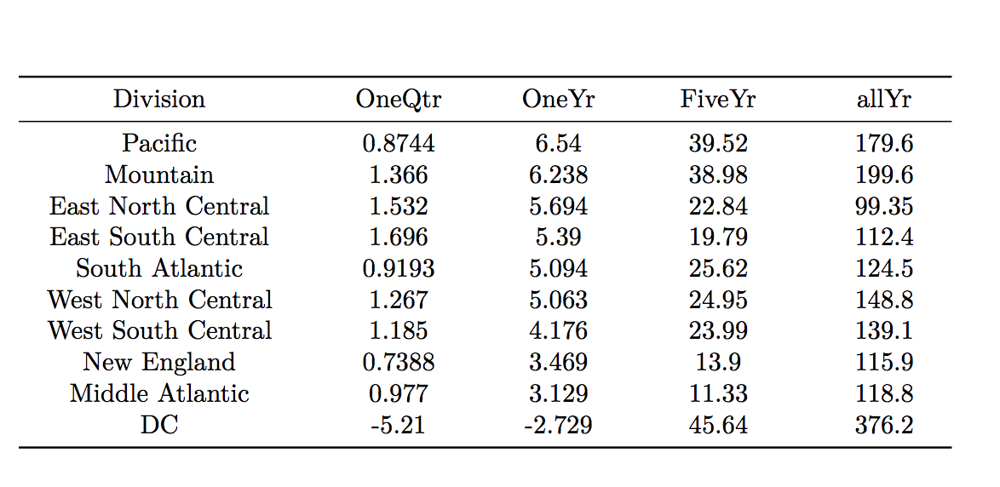 Division OneQtr OneYr FiveYr allYr
Pacific 0.8744 6.54 39.52 179.6
Mountain 1.366 6.238 38.98 199.6
East North Central 1.532 5.694 22.84 99.35
East South Central 1.696 5.39 19.79 112.4
South Atlantic 0.9193 5.094 25.62 124.5
West North Central 1.267 5.063 24.95 148.8
West South Central 1.185 4.176 23.99 139.1
New England 0.7388 3.469 13.9 115.9
Middle Atlantic 0.977 3.129 11.33 118.8
DC -5.21 -2.729 45.64 376.2